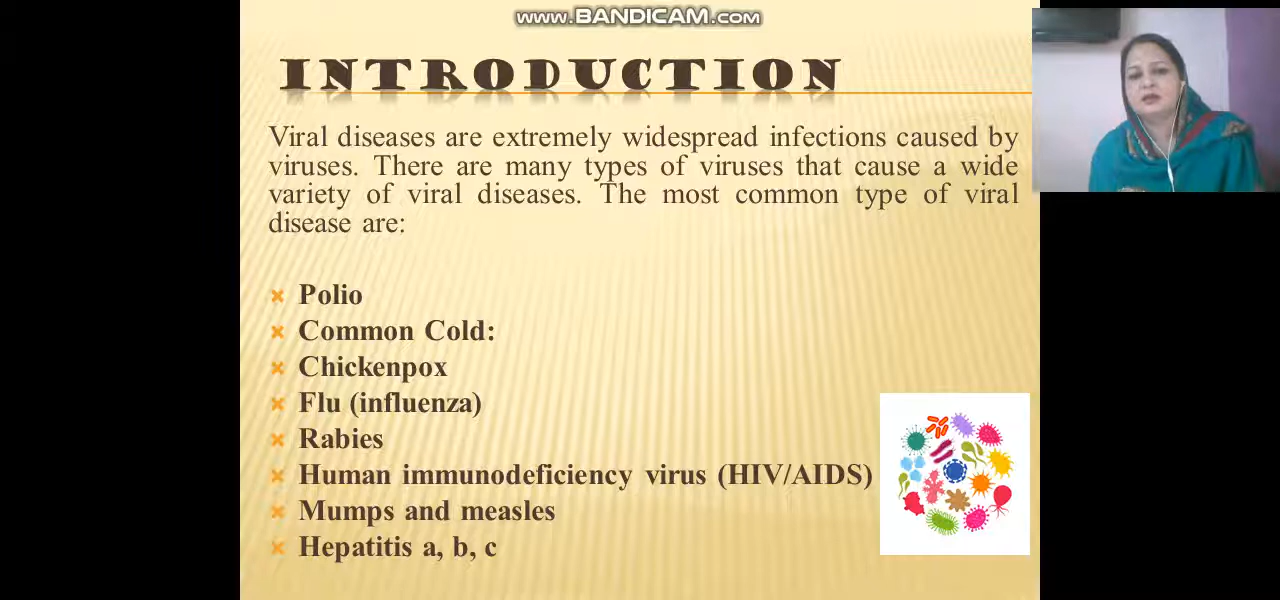 www.BANDICAM.com
INTRODUCTION
Viral diseases are extremely widespread infections caused by
viruses. There are many types of viruses that cause a wide
variety of viral diseases. The most common type of viral
disease are:
Polio
Common Cold:
Chickenpox
Flu (influenza)
Rabies
Human immunodeficiency virus (HIV/AIDS)
Mumps and measles
Hepatitis a, b, c